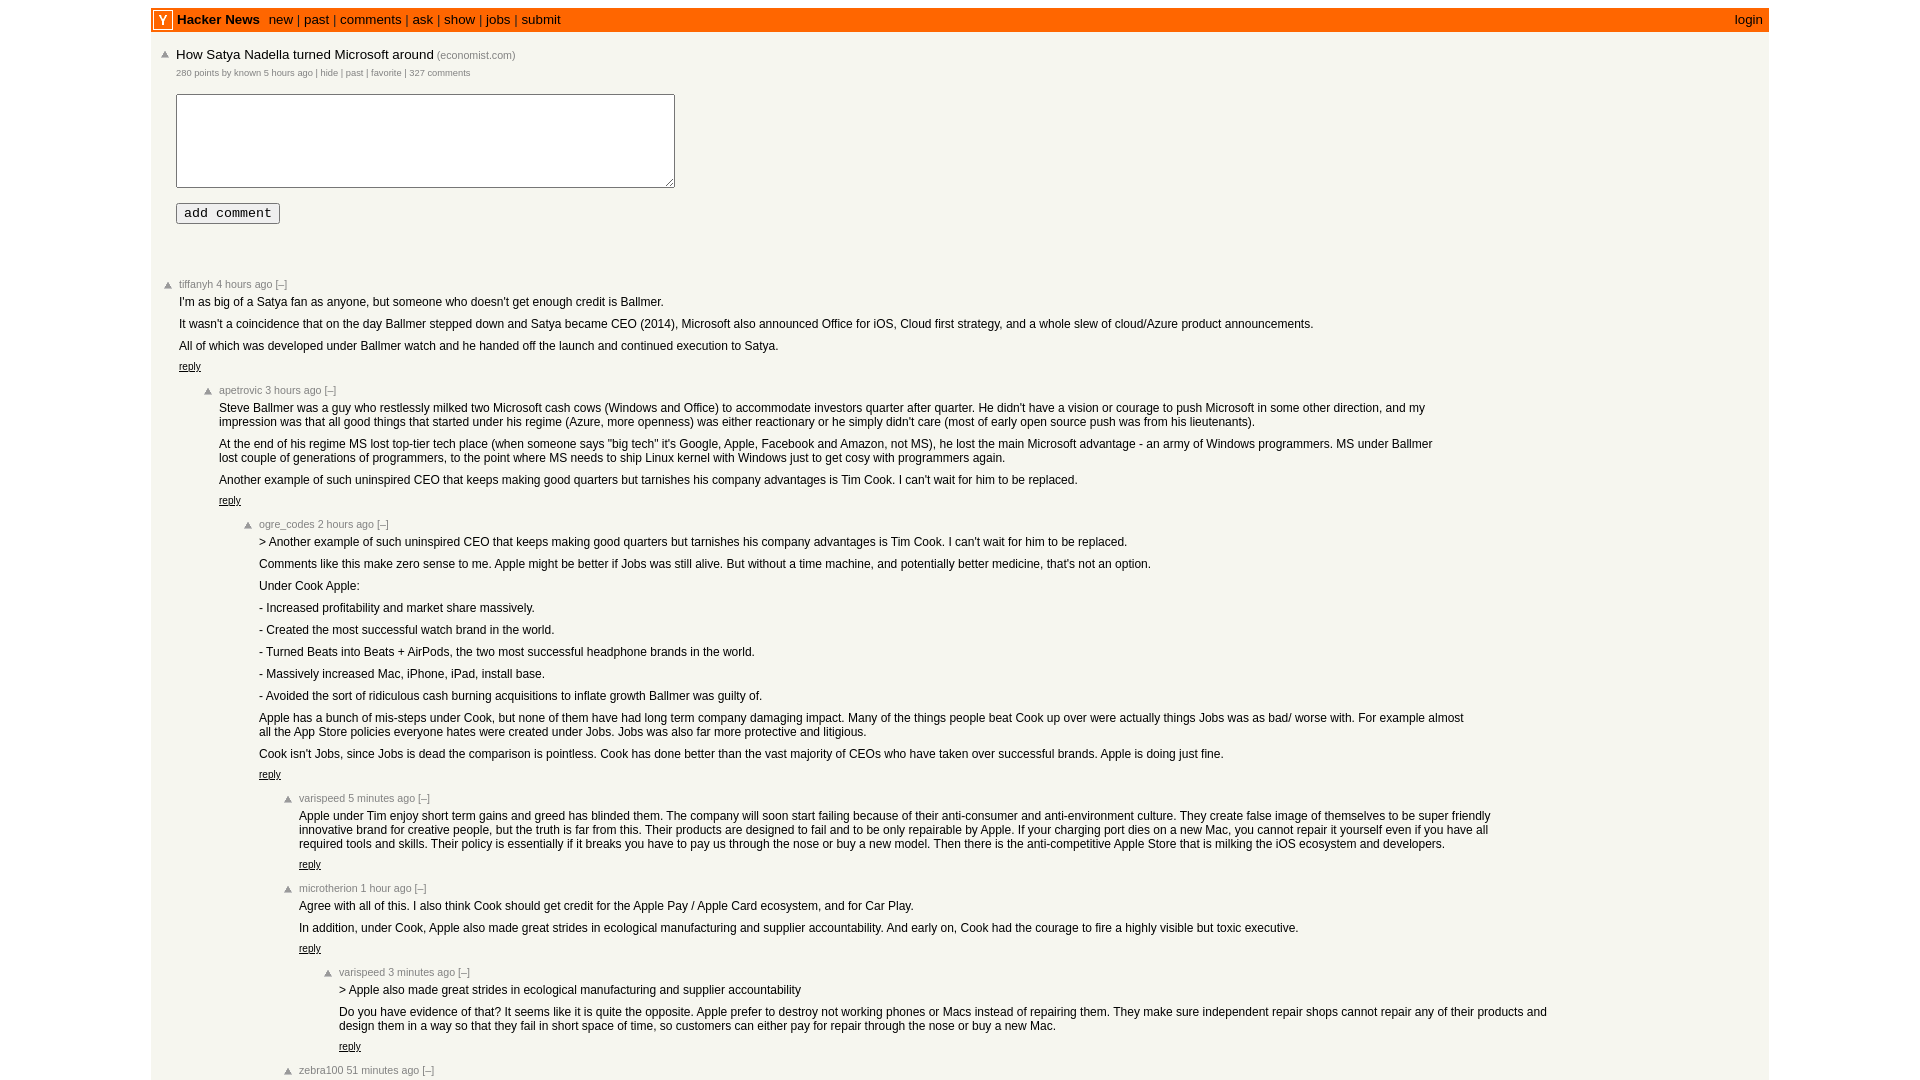 Y Hacker News new | past | comments | ask | show | jobs | submit login
How Satya Nadella turned Microsoft around (economist.com)
280 points by known 5 hours ago | hide | past | favorite | 327 comments
add comment
tiffanyh 4 hours ago [–]
I'm as big of a Satya fan as anyone, but someone who doesn't get enough credit is Ballmer.
It wasn't a coincidence that on the day Ballmer stepped down and Satya became CEO (2014), Microsoft also announced Office for iOS, Cloud first strategy, and a whole slew of cloud/Azure product announcements.
All of which was developed under Ballmer watch and he handed off the launch and continued execution to Satya.
reply
apetrovic 3 hours ago [–]
Steve Ballmer was a guy who restlessly milked two Microsoft cash cows (Windows and Office) to accommodate investors quarter after quarter. He didn't have a vision or courage to push Microsoft in some other direction, and my
impression was that all good things that started under his regime (Azure, more openness) was either reactionary or he simply didn't care (most of early open source push was from his lieutenants).
At the end of his regime MS lost top-tier tech place (when someone says "big tech" it's Google, Apple, Facebook and Amazon, not MS), he lost the main Microsoft advantage - an army of Windows programmers. MS under Ballmer
lost couple of generations of programmers, to the point where MS needs to ship Linux kernel with Windows just to get cosy with programmers again.
Another example of such uninspired CEO that keeps making good quarters but tarnishes his company advantages is Tim Cook. I can't wait for him to be replaced.
reply
ogre_codes 2 hours ago [–]
> Another example of such uninspired CEO that keeps making good quarters but tarnishes his company advantages is Tim Cook. I can't wait for him to be replaced.
Comments like this make zero sense to me. Apple might be better if Jobs was still alive. But without a time machine, and potentially better medicine, that's not an option.
Under Cook Apple:
- Increased profitability and market share massively.
- Created the most successful watch brand in the world.
- Turned Beats into Beats + AirPods, the two most successful headphone brands in the world.
- Massively increased Mac, iPhone, iPad, install base.
- Avoided the sort of ridiculous cash burning acquisitions to inflate growth Ballmer was guilty of.
Apple has a bunch of mis-steps under Cook, but none of them have had long term company damaging impact. Many of the things people beat Cook up over were actually things Jobs was as bad/ worse with. For example almost
all the App Store policies everyone hates were created under Jobs. Jobs was also far more protective and litigious.
Cook isn't Jobs, since Jobs is dead the comparison is pointless. Cook has done better than the vast majority of CEOs who have taken over successful brands. Apple is doing just fine.
reply
varispeed 5 minutes ago [–]
Apple under Tim enjoy short term gains and greed has blinded them. The company will soon start failing because of their anti-consumer and anti-environment culture. They create false image of themselves to be super friendly
innovative brand for creative people, but the truth is far from this. Their products are designed to fail and to be only repairable by Apple. If your charging port dies on a new Mac, you cannot repair it yourself even if you have all
required tools and skills. Their policy is essentially if it breaks you have to pay us through the nose or buy a new model. Then there is the anti-competitive Apple Store that is milking the iOS ecosystem and developers.
reply
microtherion 1 hour ago [–]
Agree with all of this. I also think Cook should get credit for the Apple Pay / Apple Card ecosystem, and for Car Play.
In addition, under Cook, Apple also made great strides in ecological manufacturing and supplier accountability. And early on, Cook had the courage to fire a highly visible but toxic executive.
reply
varispeed 3 minutes ago [–]
> Apple also made great strides in ecological manufacturing and supplier accountability
Do you have evidence of that? It seems like it is quite the opposite. Apple prefer to destroy not working phones or Macs instead of repairing them. They make sure independent repair shops cannot repair any of their products and
design them in a way so that they fail in short space of time, so customers can either pay for repair through the nose or buy a new Mac.
reply
zebra100 51 minutes ago [–]